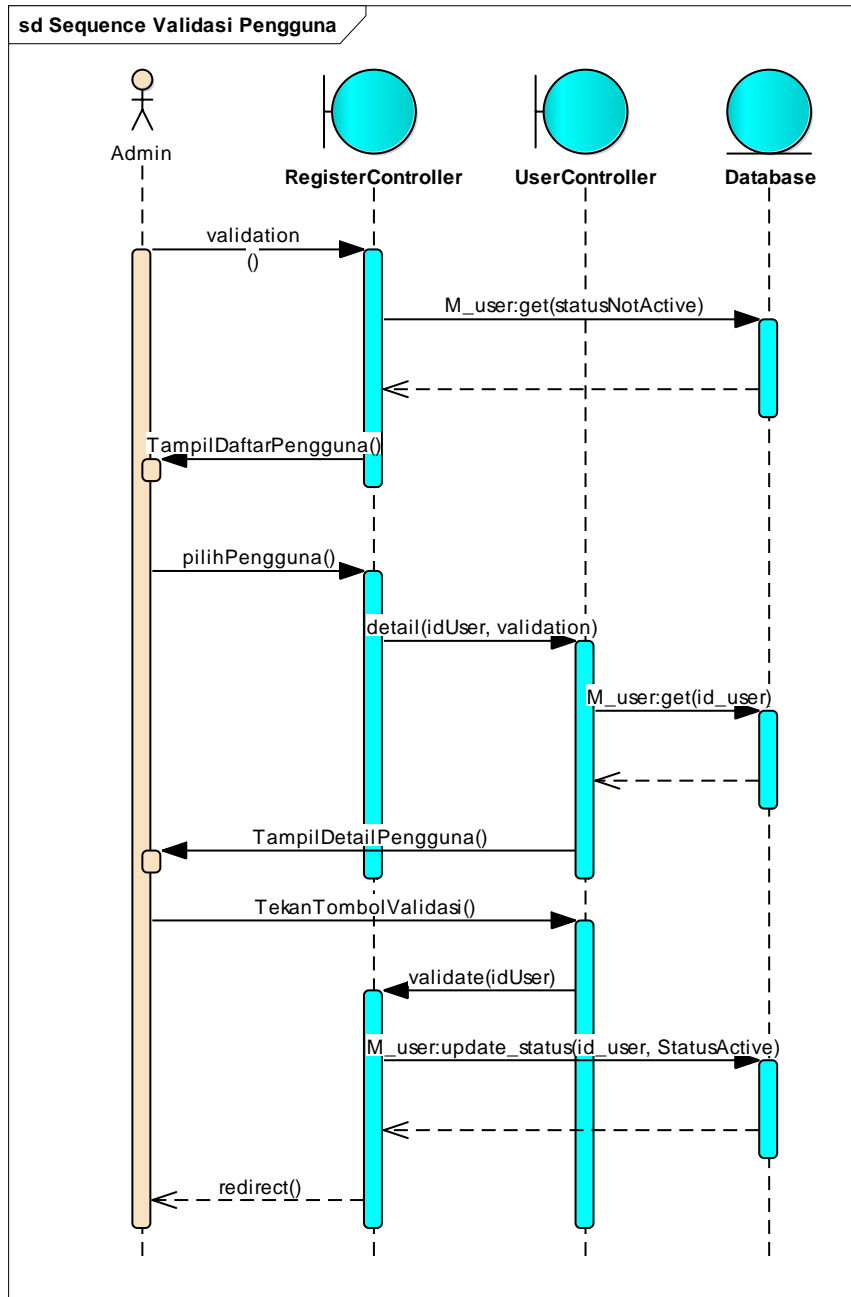 sd Sequence Validasi Pengguna
Admin
RegisterController
UserController
Database
validation
()
M_user:get(statusNotActive)
TampilDaftarPengguna()
pilihPengguna()
detail(idUser, validation)
M_user:get(id_user)
TampilDetailPengguna()
TekanTombolValidasi()
validate(idUser)
M_user:update_status(id_user, StatusActive)
redirect()